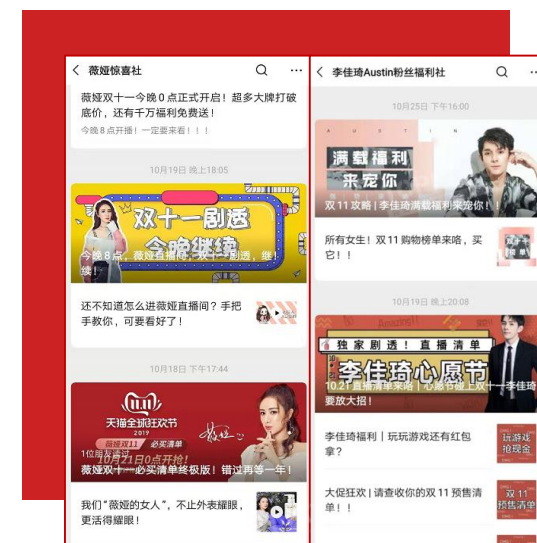 薇娅惊喜社
薇娅双十一今晚0点正式开启！超多大牌打破
底价，还有千万福利免费送！
今晚8点开播！一定要来看！！！
10月19日 晚上18:05
双十一剧透
今晚继续
今晚8点，薇娅直播间，双十一剧透，继
续！
还不知道怎么进薇娅直播间？手把
手教你，可要看好了！
10月18日 下午17:44
天猫全球狂欢节
2019
薇娅双11 必买清单
10月21日0点开抢！
1位朋友读过
薇娅双十一必买清单终极版！错过再等一年！
我们“薇娅的女人”，不止外表耀眼，
更活得耀眼！
李佳琦Austin粉丝福利社
10月25日 下午16:00
A U S T I N
满载福利
来宠你
双11攻略|李佳琦满载福利来宠你！！
所有女生！双11购物榜单来咯，买
它！！
双十一
榜单
10月19日 晚上20:08
独家剧透！直播清单
李佳琦心愿节
10.21直播清单来咯|心愿节碰上双十一李佳琦
要放大招！
李佳琦福利｜玩玩游戏还有红包
拿？
玩游戏
抢现金
大促狂欢|请查收你的双11预售清
单！！
双11
预售清单